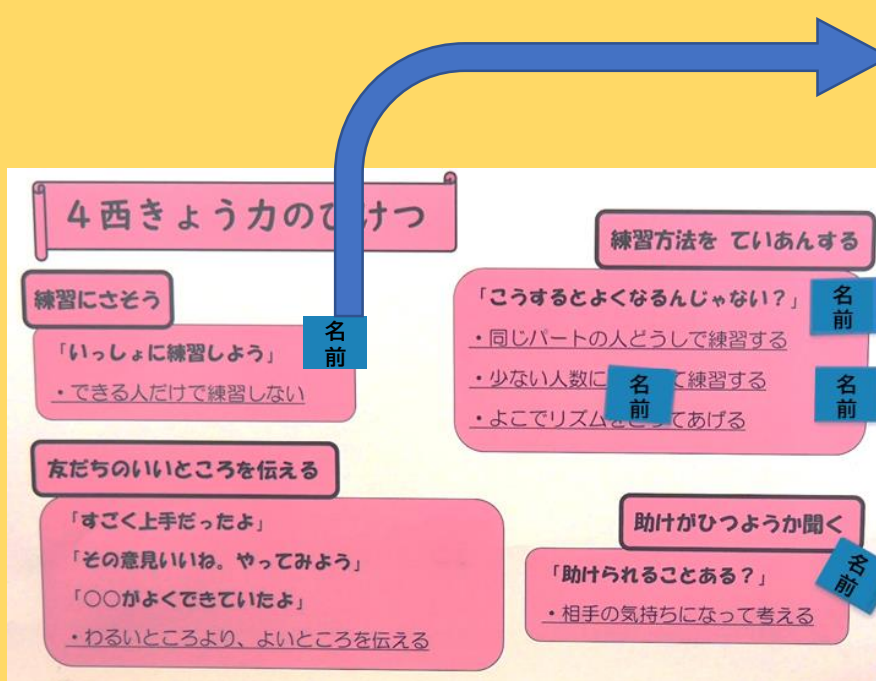 4西きょう力のひけつ
練習にさそう
「いっしょに練習しよう」
・できる人だけで練習しない
名前
友だちのいいところを伝える
「すごく上手だったよ」
「その意見いいね。やってみよう」
「〇〇がよくできていたよ」
・わるいところより、よいところを伝える
練習方法を ていあんする
「こうするとよくなるんじゃない？」
名前
・同じパートの人どうしで練習する
・少ない人数に て練習する
名前
名前
・よこでリズムをとってあげる
助けがひつようか聞く
「助けられることある？」
名前
・相手の気持ちになって考える